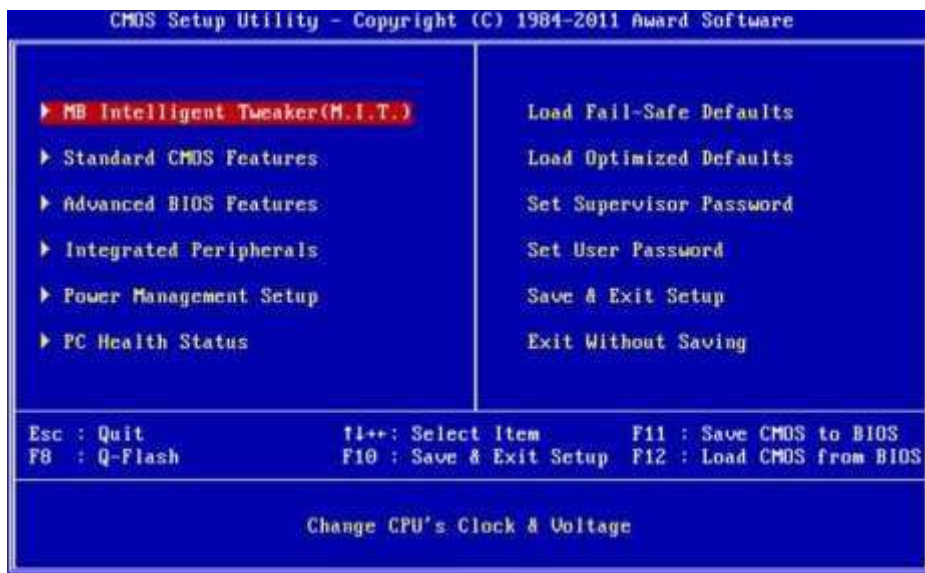 CMOS Setup Utility - Copyright (C) 1984-2011 Award Software
MB Intelligent Tweaker(M.I.T.)
Standard CMOS Features
Advanced BIOS Features
Integrated Peripherals
Power Management Setup
PC Health Status
Load Fail-Safe Defaults
Load Optimized Defaults
Set Supervisor Password
Set User Password
Save & Exit Setup
Exit Without Saving
Esc : Quit ↑↓→←: Select Item F11 : Save CMOS to BIOS
F8 : Q-Flash F10 : Save & Exit Setup F12 : Load CMOS from BIOS
Change CPU's Clock & Voltage